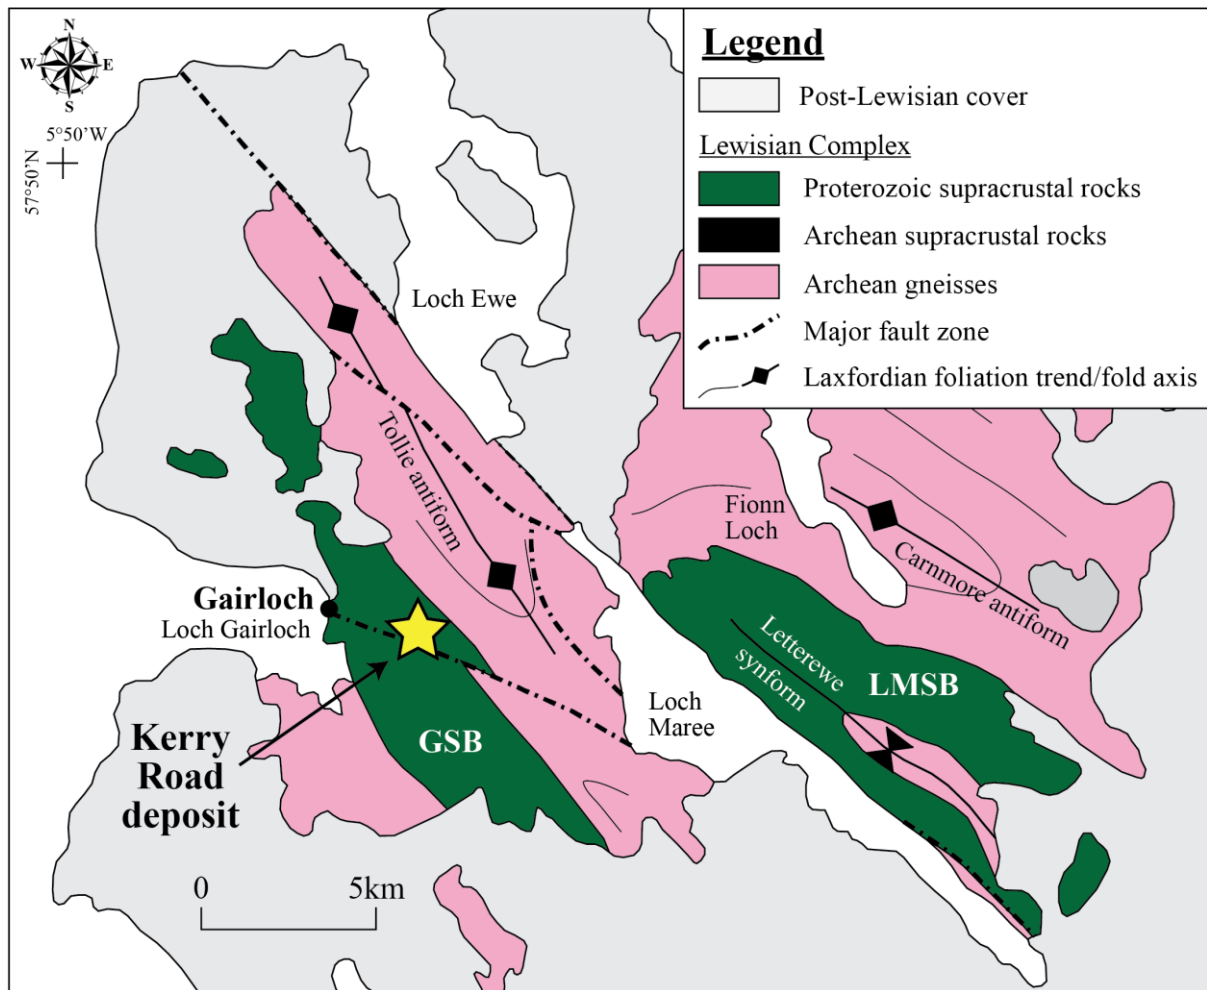 N
W E
S
5°50'W
57°50'N
Legend
Post-Lewisian cover
Lewisian Complex
Proterozoic supracrustal rocks
Archean supracrustal rocks
Archean gneisses
Major fault zone
Laxfordian foliation trend/fold axis
Loch Ewe
Tollie antiform
Fionn
Loch
Carnmore antiform
Gairloch
Loch Gairloch
Letterewe
synform
LMSB
Loch
Maree
GSB
Kerry
Road
deposit
0 5km